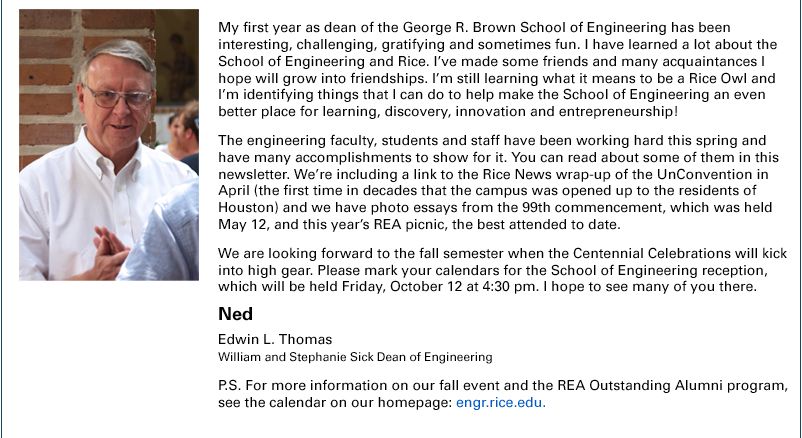 My first year as dean of the George R. Brown School of Engineering has been
interesting, challenging, gratifying and sometimes fun. I have learned a lot about the
School of Engineering and Rice. I've made some friends and many acquaintances I
hope will grow into friendships. I'm still learning what it means to be a Rice Owl and
I'm identifying things that I can do to help make the School of Engineering an even
better place for learning, discovery, innovation and entrepreneurship!
The engineering faculty, students and staff have been working hard this spring and
have many accomplishments to show for it. You can read about some of them in this
newsletter. We're including a link to the Rice News wrap-up of the UnConvention in
April (the first time in decades that the campus was opened up to the residents of
Houston) and we have photo essays from the 99th commencement, which was held
May 12, and this year's REA picnic, the best attended to date.
We are looking forward to the fall semester when the Centennial Celebrations will kick
into high gear. Please mark your calendars for the School of Engineering reception,
which will be held Friday, October 12 at 4:30 pm. I hope to see many of you there.
Ned
Edwin L. Thomas
William and Stephanie Sick Dean of Engineering
P.S. For more information on our fall event and the REA Outstanding Alumni program,
see the calendar on our homepage: engr.rice.edu.